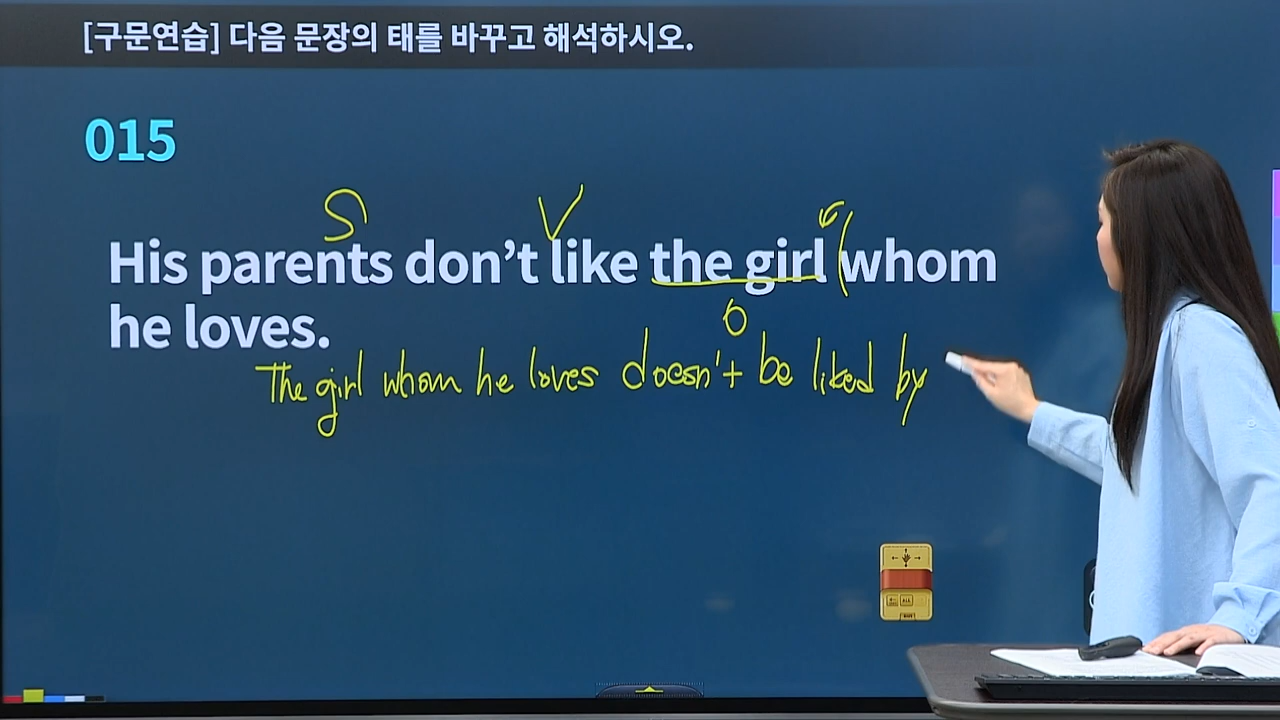 [구문연습] 다음 문장의 태를 바꾸고 해석하시오.
015
S V
His parents don't like the girl (whom
O
he loves.
The girl whom he loves doesn't be liked by